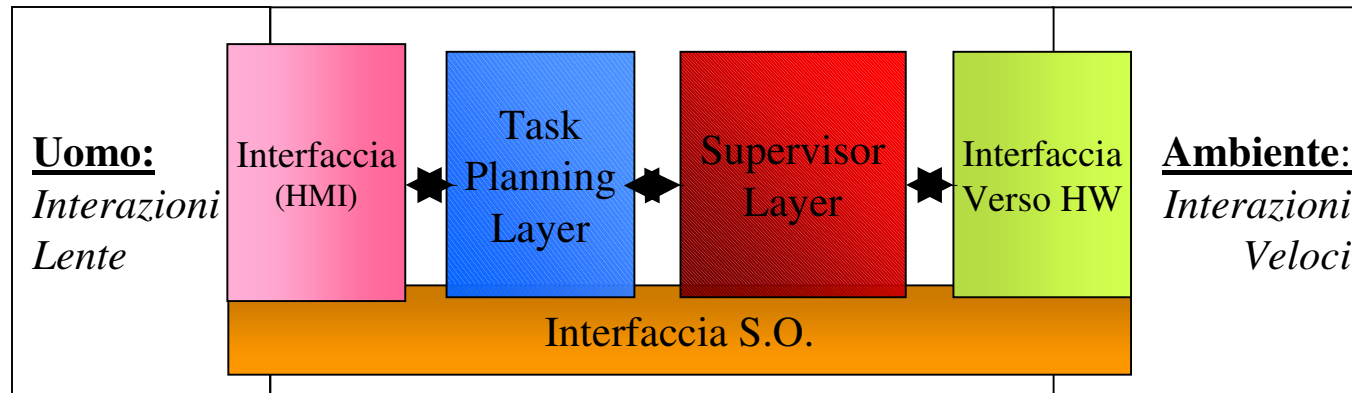 Uomo:
Interazioni
Lente
Interfaccia
(HMI)
Task
Planning
Layer
Supervisor
Layer
Interfaccia
Verso HW
Ambiente:
Interazioni
Veloci
Interfaccia S.O.